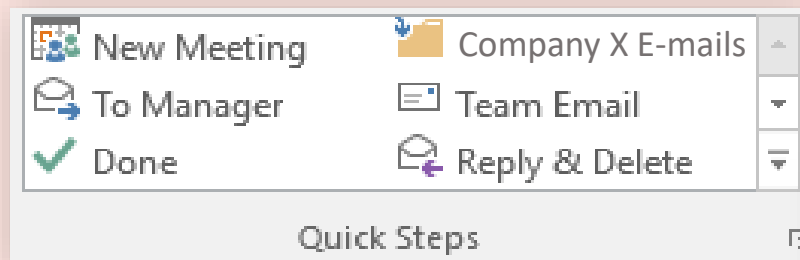 New Meeting Company X E-mails
To Manager Team Email
Done Reply & Delete
Quick Steps